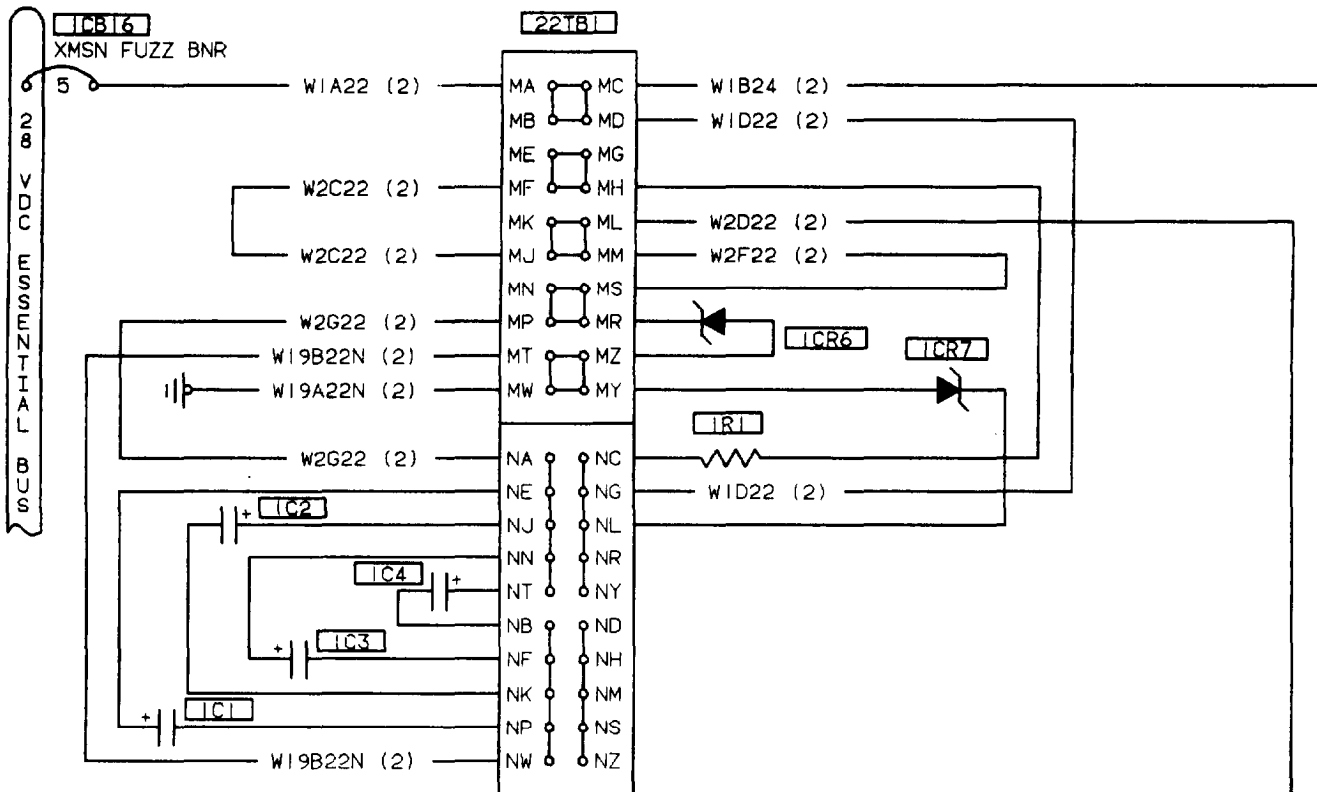 1CB16 22TB1
XMSN FUZZ BNR
5 W1A22 (2) MA MC W1B24 (2)
MB MD W1D22 (2)
28 VDC ESSENTIAL BUS
ME MG
W2C22 (2) MF MH
MK ML W2D22 (2)
W2C22 (2) MJ MM W2F22 (2)
MN MS
W2G22 (2) MP MR
1CR6 1CR7
W19B22N (2) MT MZ
W19A22N (2) MW MY
1R1
W2G22 (2) NA NC
NE NG W1D22 (2)
+ 1C2 NJ NL
NN NR
1C4 + NT NY
NB ND
+ 1C3 NF NH
NK NM
+ 1C1 NP NS
W19B22N (2) NW NZ